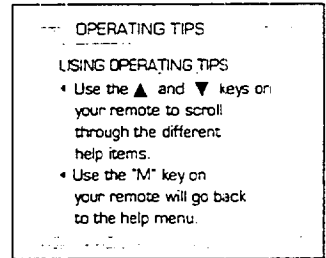 OPERATING TIPS
USING OPERATING TIPS
• Use the ▲ and ▼ keys on
your remote to scroll
through the different
help items.
• Use the "M" key on
your remote will go back
to the help menu.